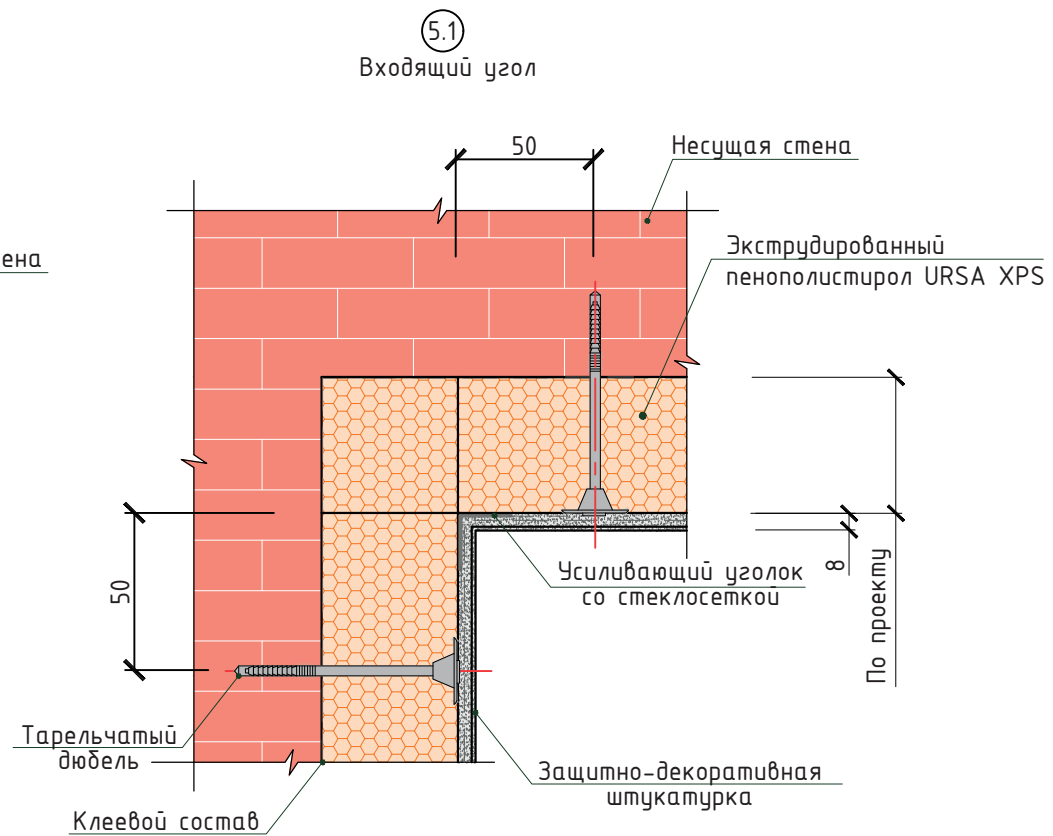 5.1
Входящий угол
50
Несущая стена
ена
Экструдированный
пенополистирол URSA XPS
50
Усиливающий уголок
со стеклосеткой
8
По проекту
Тарельчатый
дюбель
Защитно-декоративная
штукатурка
Клеевой состав